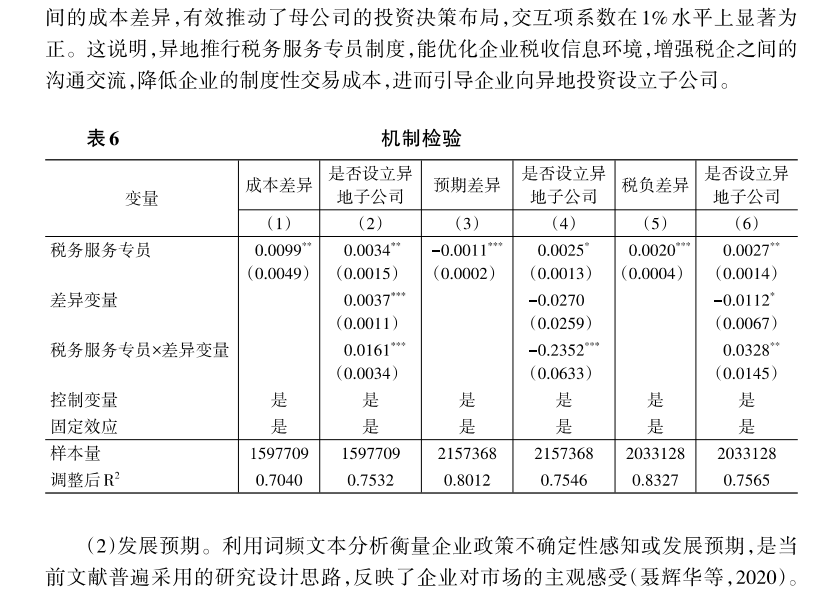 间的成本差异,有效推动了母公司的投资决策布局,交互项系数在1%水平上显著为
正。这说明,异地推行税务服务专员制度,能优化企业税收信息环境,增强税企之间的
沟通交流,降低企业的制度性交易成本,进而引导企业向异地投资设立子公司。
表6 机制检验
变量 成本差异 是否设立异地子公司 预期差异 是否设立异地子公司 税负差异 是否设立异地子公司
(1) (2) (3) (4) (5) (6)
税务服务专员 0.0099** 0.0034** -0.0011*** 0.0025* 0.0020*** 0.0027**
(0.0049) (0.0015) (0.0002) (0.0013) (0.0004) (0.0014)
差异变量 0.0037*** -0.0270 -0.0112*
(0.0011) (0.0259) (0.0067)
税务服务专员×差异变量 0.0161*** -0.2352*** 0.0328**
(0.0034) (0.0633) (0.0145)
控制变量 是 是 是 是 是 是
固定效应 是 是 是 是 是 是
样本量 1597709 1597709 2157368 2157368 2033128 2033128
调整后R² 0.7040 0.7532 0.8012 0.7546 0.8327 0.7565
(2)发展预期。利用词频文本分析衡量企业政策不确定性感知或发展预期,是当
前文献普遍采用的研究设计思路,反映了企业对市场的主观感受(聂辉华等,2020)。